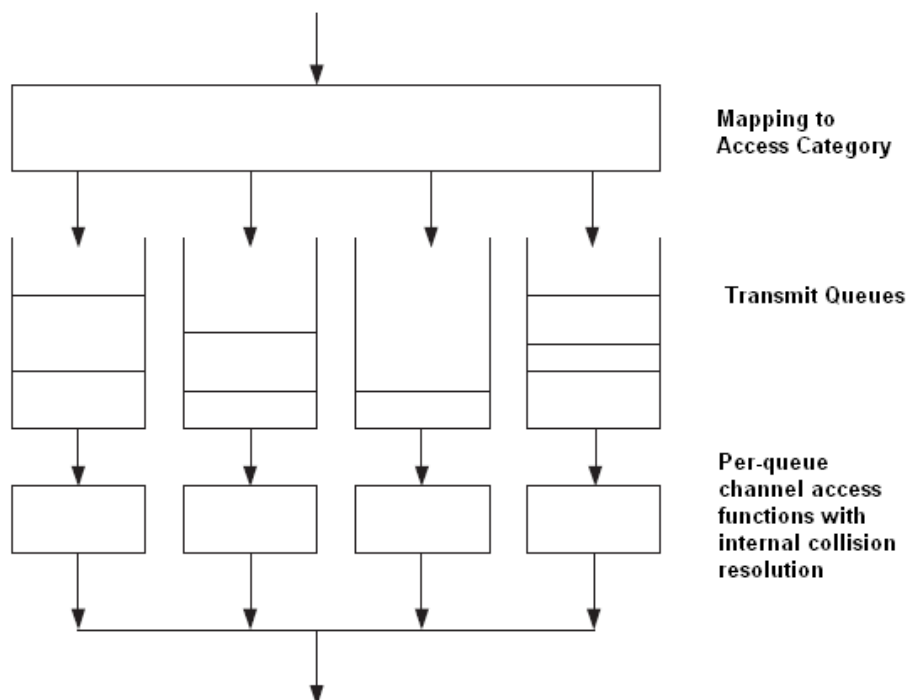 Mapping to
Access Category
Transmit Queues
Per-queue
channel access
functions with
internal collision
resolution